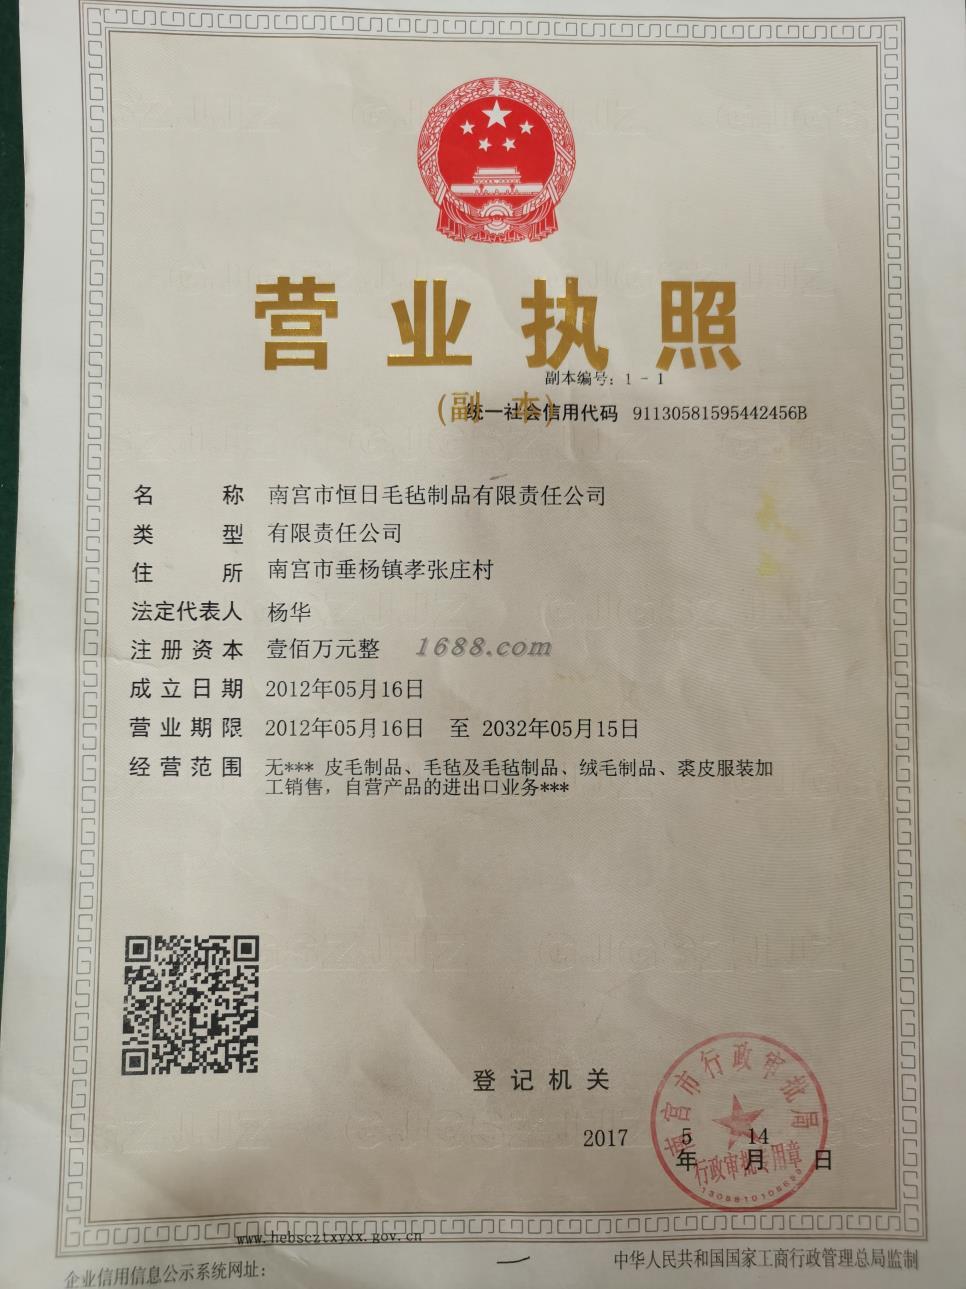 营业执照
副本编号：1-1
(副本)
统一社会信用代码 91130581595442456B
名称 南宫市恒日毛毡制品有限责任公司
类型 有限责任公司
住所 南宫市垂杨镇孝张庄村
法定代表人 杨华
注册资本 壹佰万元整
1688.com
成立日期 2012年05月16日
营业期限 2012年05月16日 至 2032年05月15日
经营范围 无*** 皮毛制品、毛毡及毛毡制品、绒毛制品、裘皮服装加
工销售，自营产品的进出口业务***
登记机关
南宫市行政审批局
行政审批专用章
2017年5月14日
www.hebscztxyxx.gov.cn
企业信用信息公示系统网址：
中华人民共和国国家工商行政管理总局监制